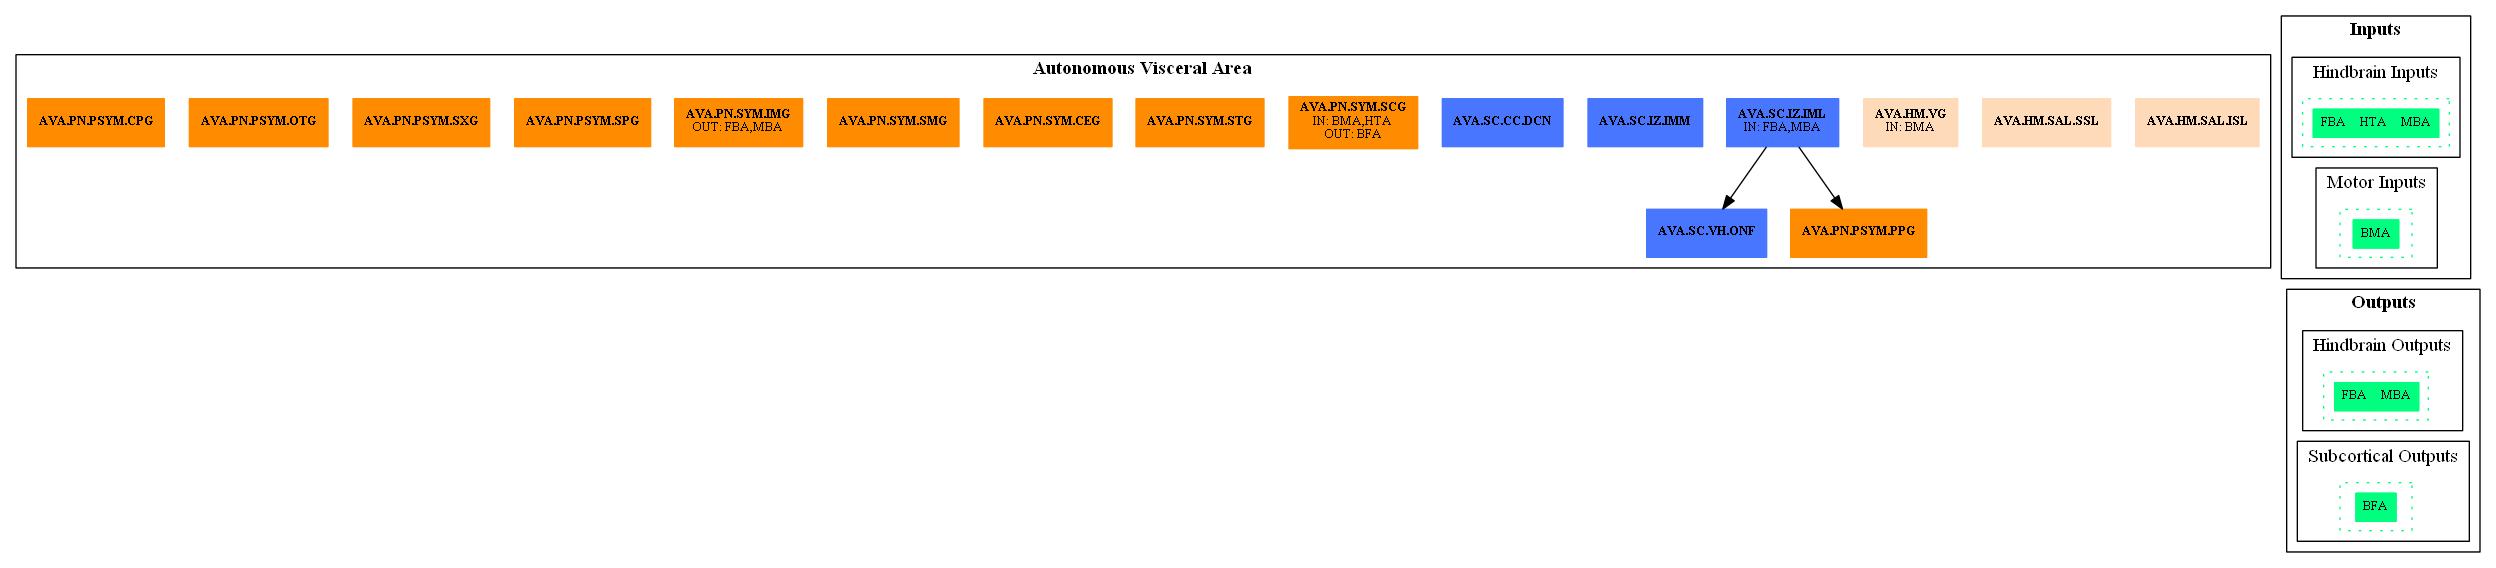 Autonomous Visceral Area
AVA.PN.PSYM.CPG
AVA.PN.PSYM.OTG
AVA.PN.PSYM.SXG
AVA.PN.PSYM.SPG
AVA.PN.SYM.IMG
OUT: FBA,MBA
AVA.PN.SYM.SMG
AVA.PN.SYM.CEG
AVA.PN.SYM.STG
AVA.PN.SYM.SCG
IN: BMA,HTA
OUT: BFA
AVA.SC.CC.DCN
AVA.SC.IZ.IMM
AVA.SC.IZ.IML
IN: FBA,MBA
AVA.HM.VG
IN: BMA
AVA.HM.SAL.SSL
AVA.HM.SAL.ISL
AVA.SC.VH.ONF
AVA.PN.PSYM.PPG
Inputs
Hindbrain Inputs
FBA HTA MBA
Motor Inputs
BMA
Outputs
Hindbrain Outputs
FBA MBA
Subcortical Outputs
BFA